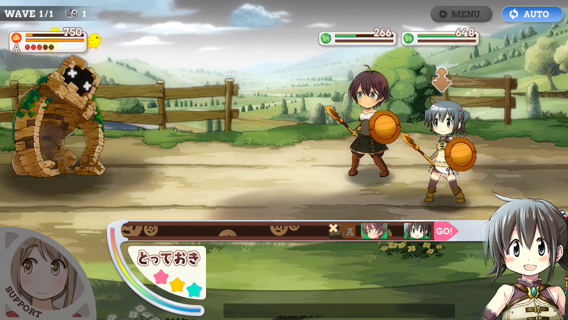 WAVE 1/1 1
MENU
AUTO
750
A
266
648
GO!
とっておき
SUPPORT